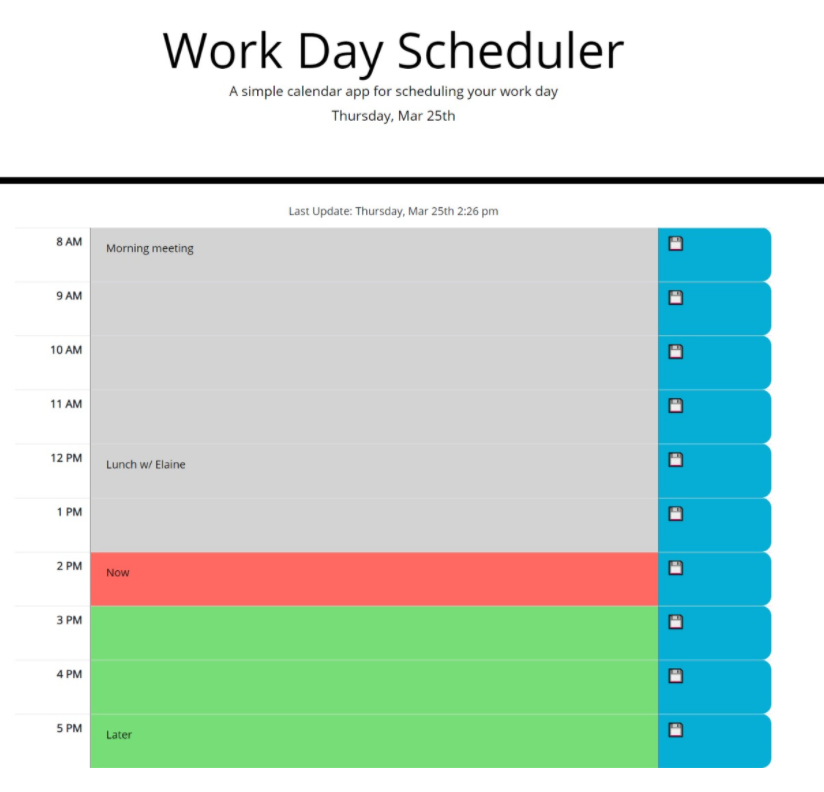 Work Day Scheduler
A simple calendar app for scheduling your work day
Thursday, Mar 25th
Last Update: Thursday, Mar 25th 2:26 pm
8 AM Morning meeting
9 AM
10 AM
11 AM
12 PM Lunch w/ Elaine
1 PM
2 PM Now
3 PM
4 PM
5 PM Later